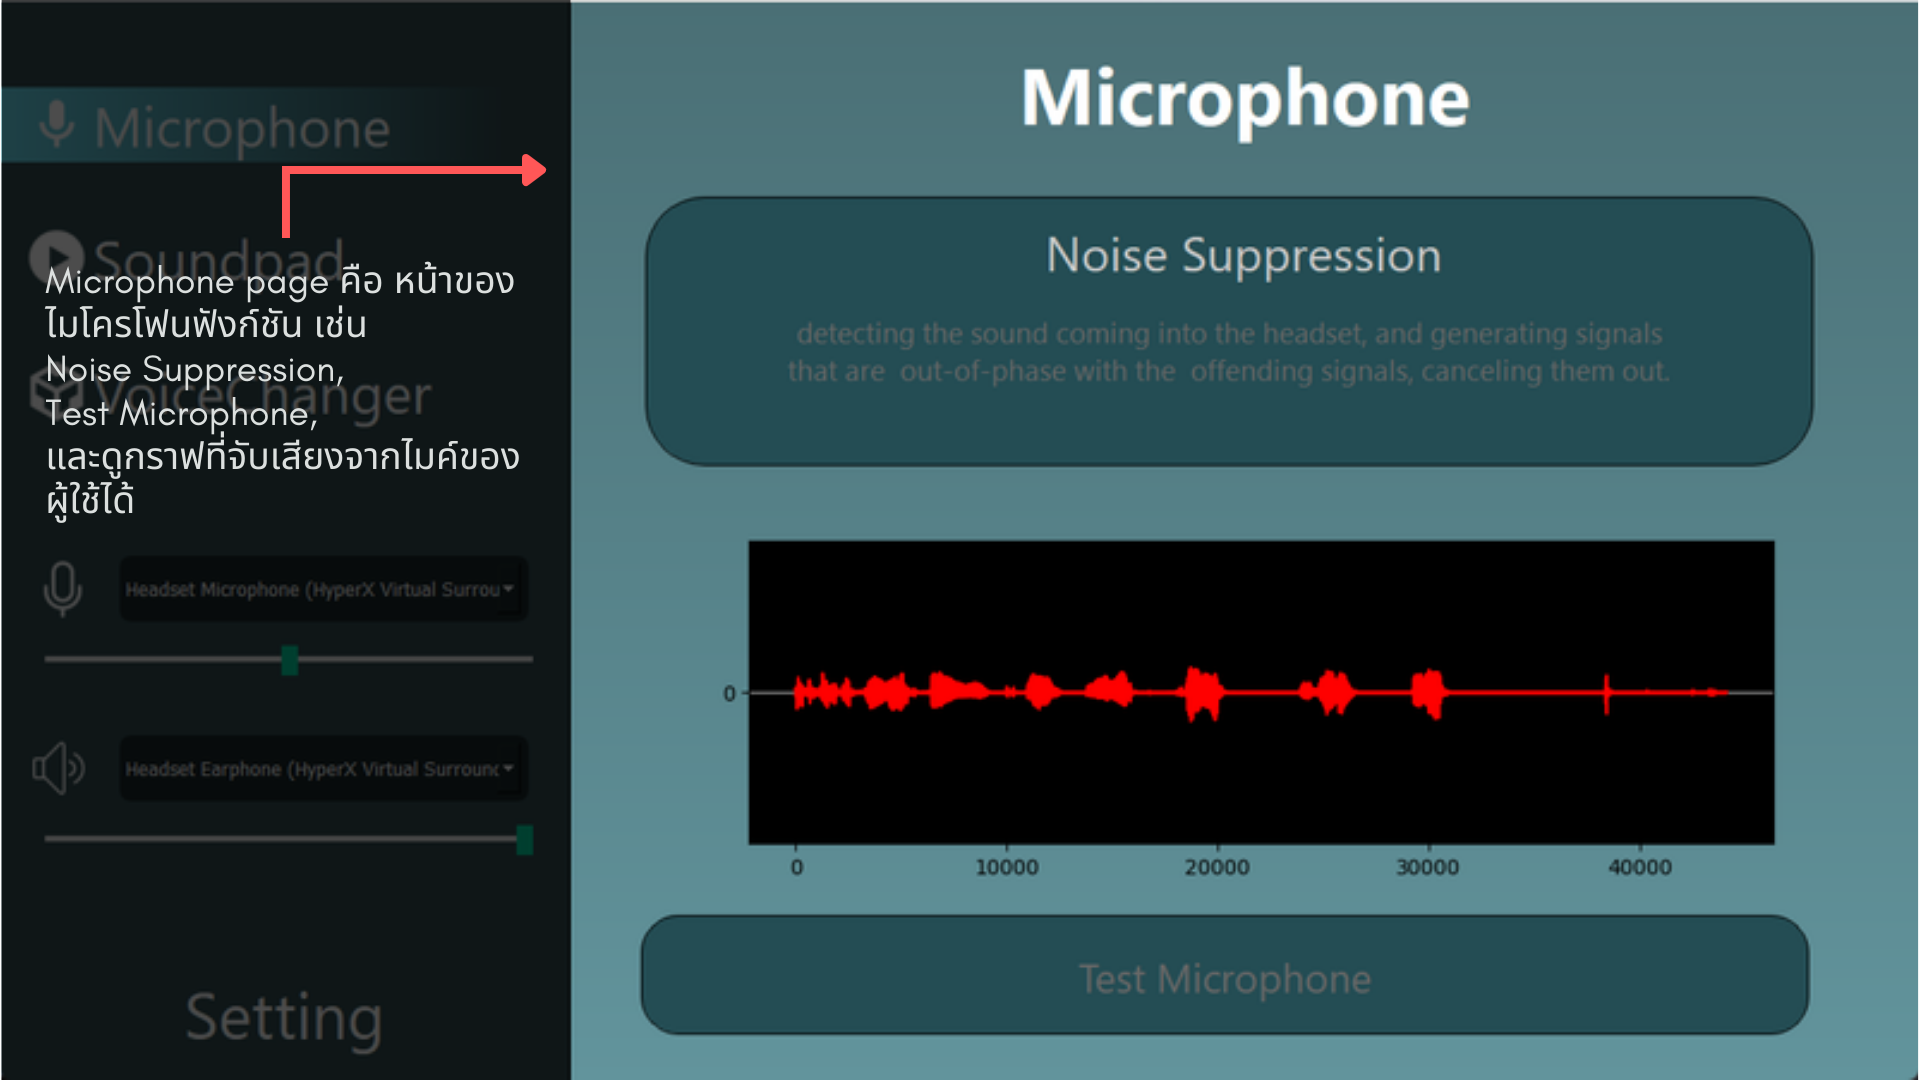 Microphone
Soundpad
Microphone page คือ หน้าของ
ไมโครโฟนฟังก์ชัน เช่น
Noise Suppression,
VoiceChanger
Test Microphone,
และดูกราฟที่จับเสียงจากไมค์ของ
ผู้ใช้ได้
Headset Microphone (HyperX Virtual Surrou
Headset Earphone (HyperX Virtual Surround
Setting
Microphone
Noise Suppression
detecting the sound coming into the headset, and generating signals
that are out-of-phase with the offending signals, canceling them out.
0
0 10000 20000 30000 40000
Test Microphone